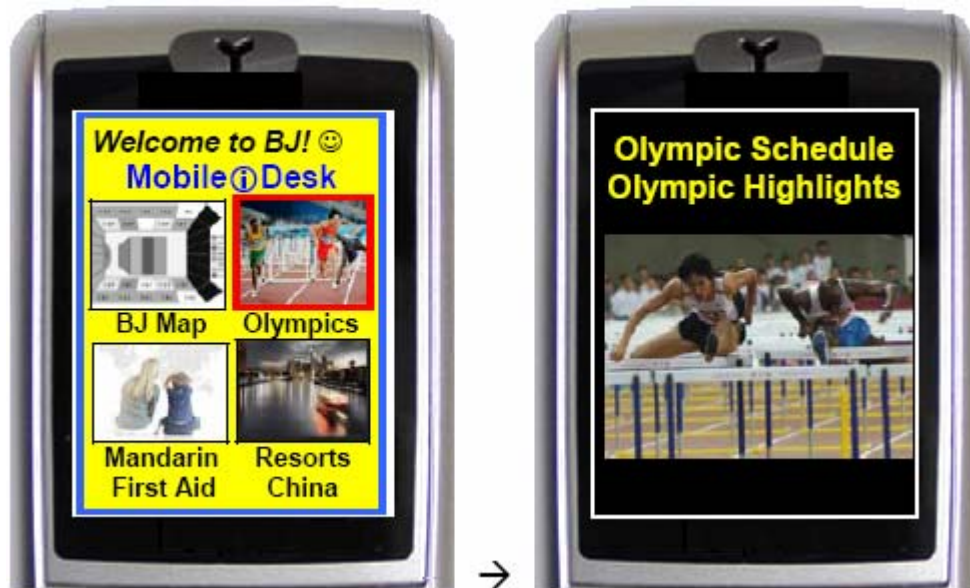 Welcome to BJ! ☺
Mobile ⓘ Desk
BJ Map
Olympics
Mandarin
First Aid
Resorts
China
→
Olympic Schedule
Olympic Highlights